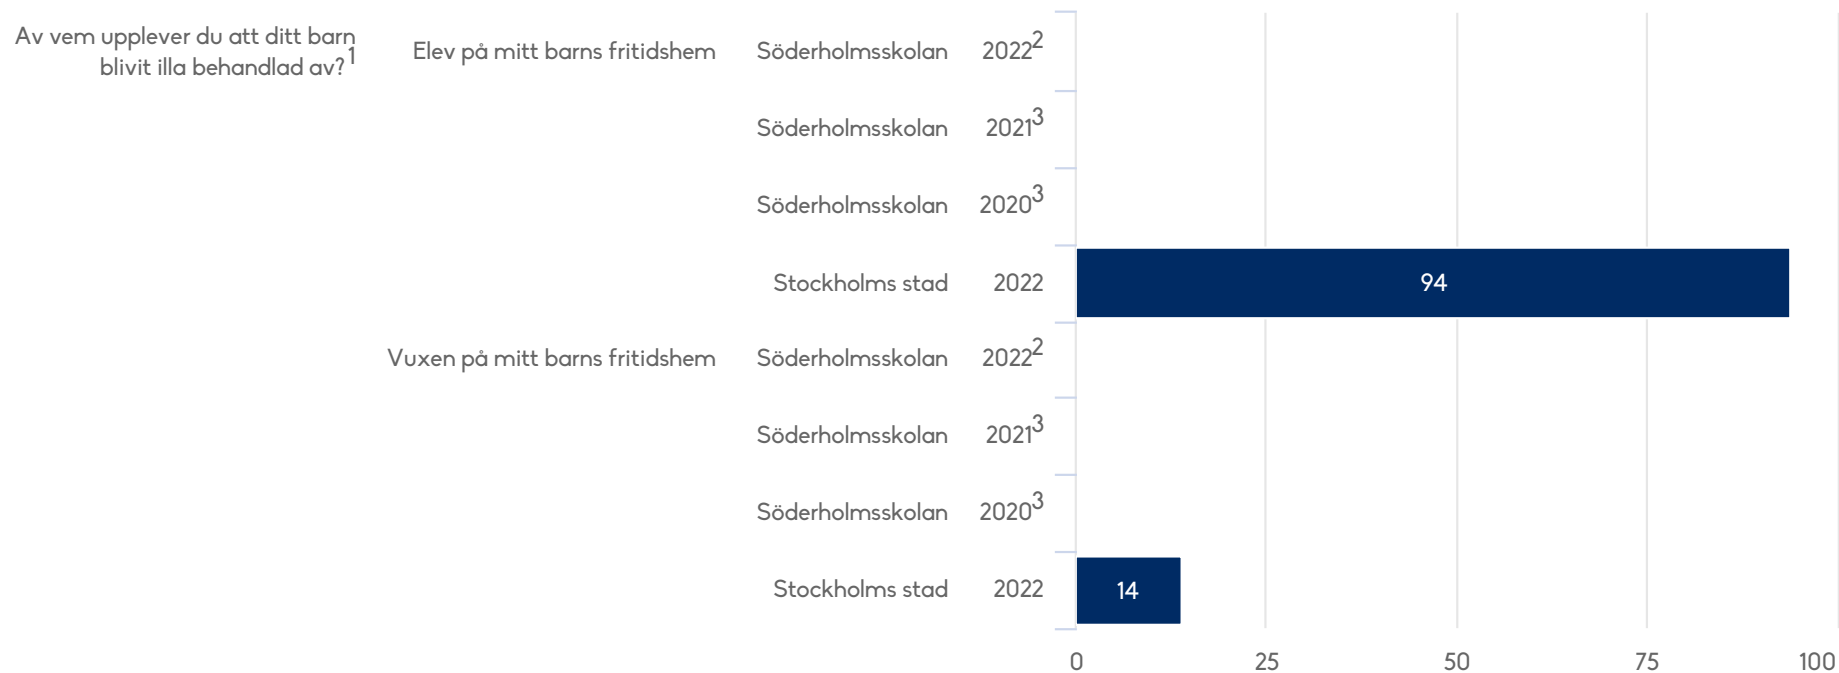 Av vem upplever du att ditt barn
blivit illa behandlad av?1
Elev på mitt barns fritidshem Söderholmsskolan 20222
Söderholmsskolan 20213
Söderholmsskolan 20203
Stockholms stad 2022 94
Vuxen på mitt barns fritidshem Söderholmsskolan 20222
Söderholmsskolan 20213
Söderholmsskolan 20203
Stockholms stad 2022 14
0 25 50 75 100